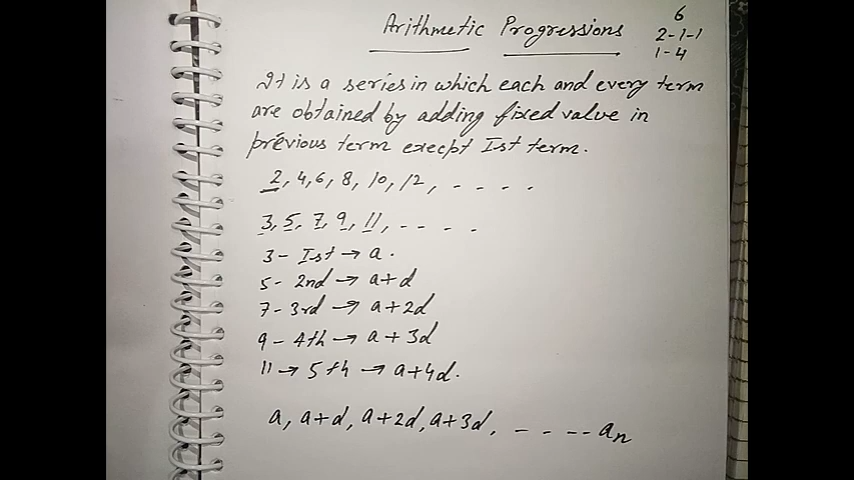 Arithmetic Progressions
6
2-1-1
1-4
It is a series in which each and every term
are obtained by adding fixed value in
previous term execpt Ist term.
2, 4, 6, 8, 10, 12, - - - -
3, 5, 7, 9, 11, - - - -
3 - Ist → a.
5 - 2nd → a+d
7 - 3rd → a+2d
9 - 4th → a+3d
11 → 5th → a+4d.
a, a+d, a+2d, a+3d, - - - - an